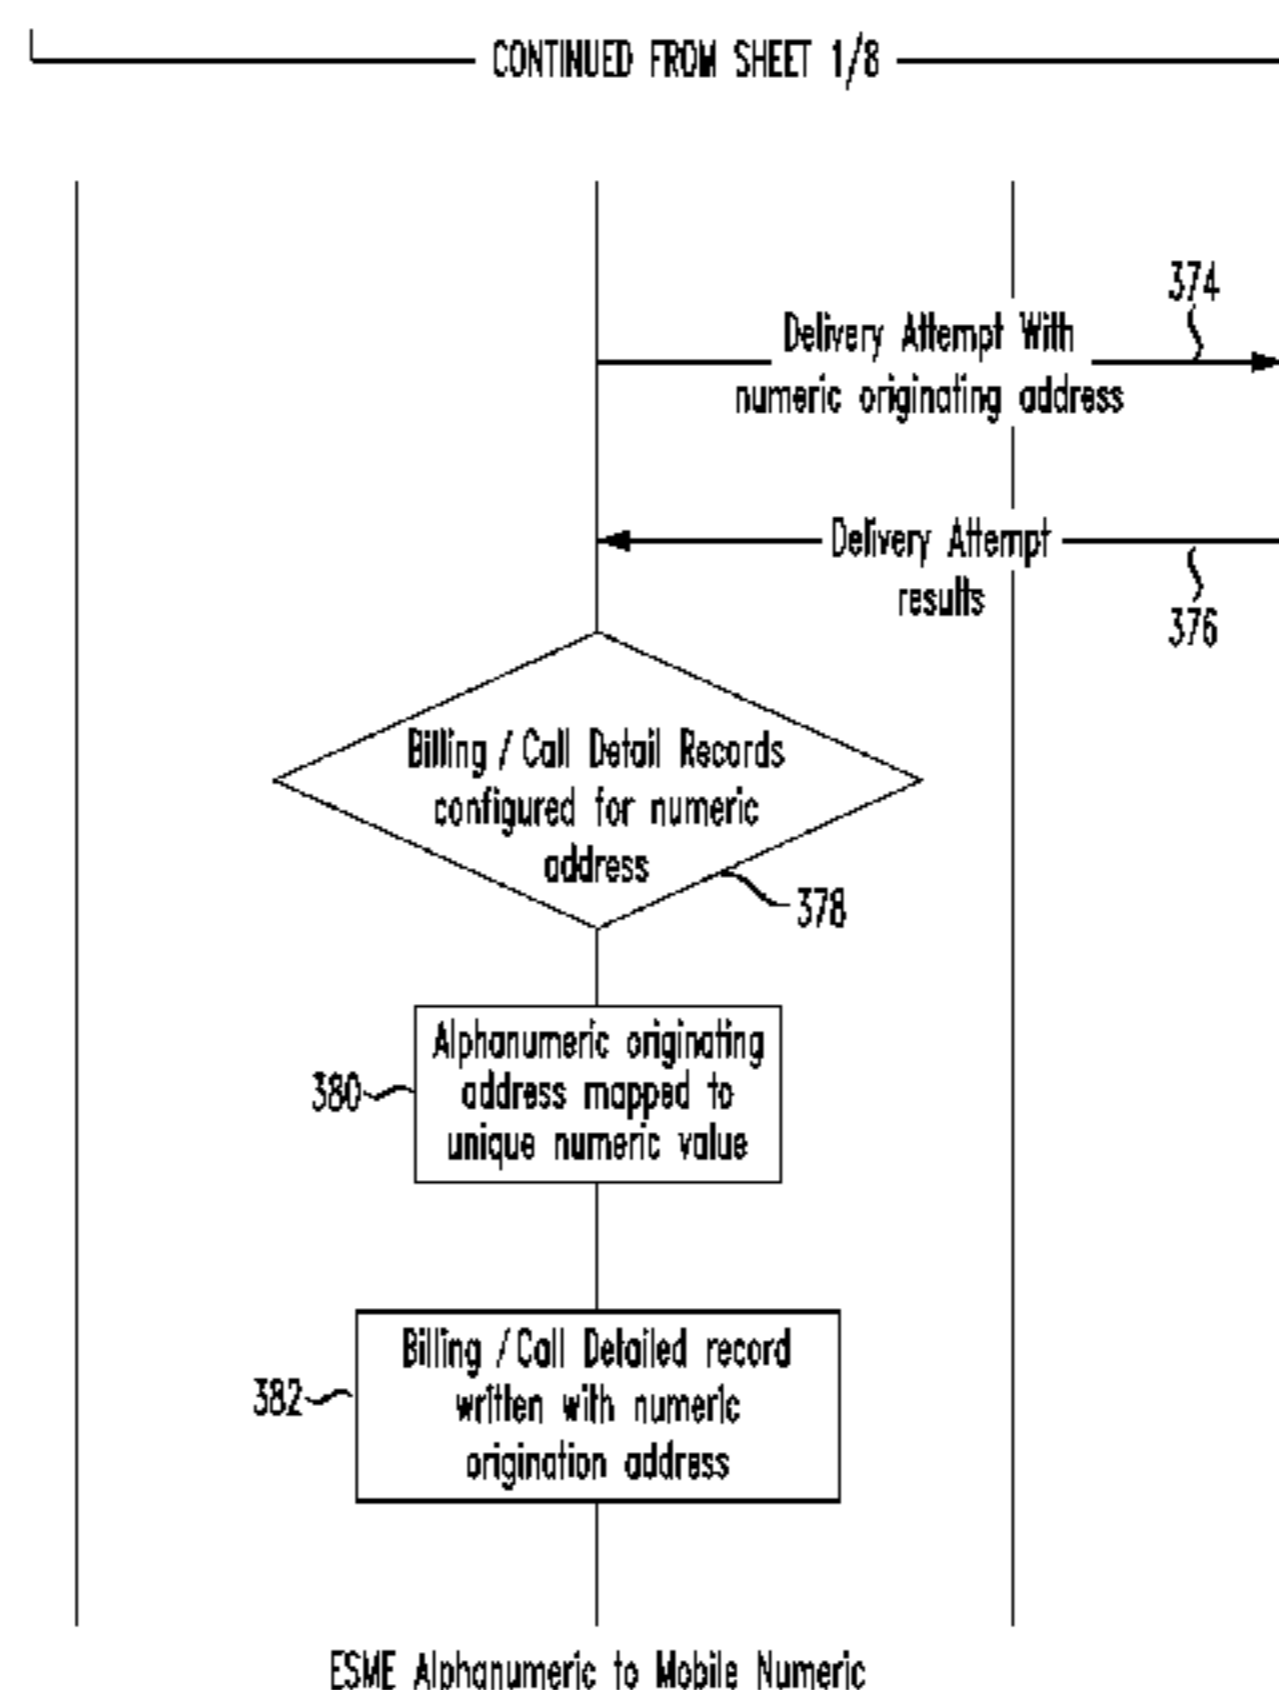 CONTINUED FROM SHEET 1/8
374
Delivery Attempt With
numeric originating address
Delivery Attempt
results
376
Billing / Call Detail Records
configured for numeric
address
378
Alphanumeric originating
address mapped to
unique numeric value
380
Billing / Call Detailed record
written with numeric
origination address
382
ESME Alphanumeric to Mobile Numeric